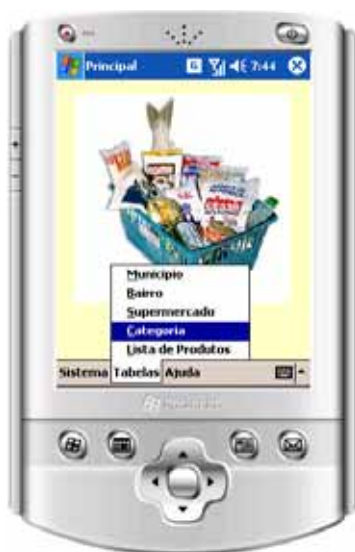 Principal 7:44
Município
Bairro
Supermercado
Categoria
Lista de Produtos
Sistema Tabelas Ajuda